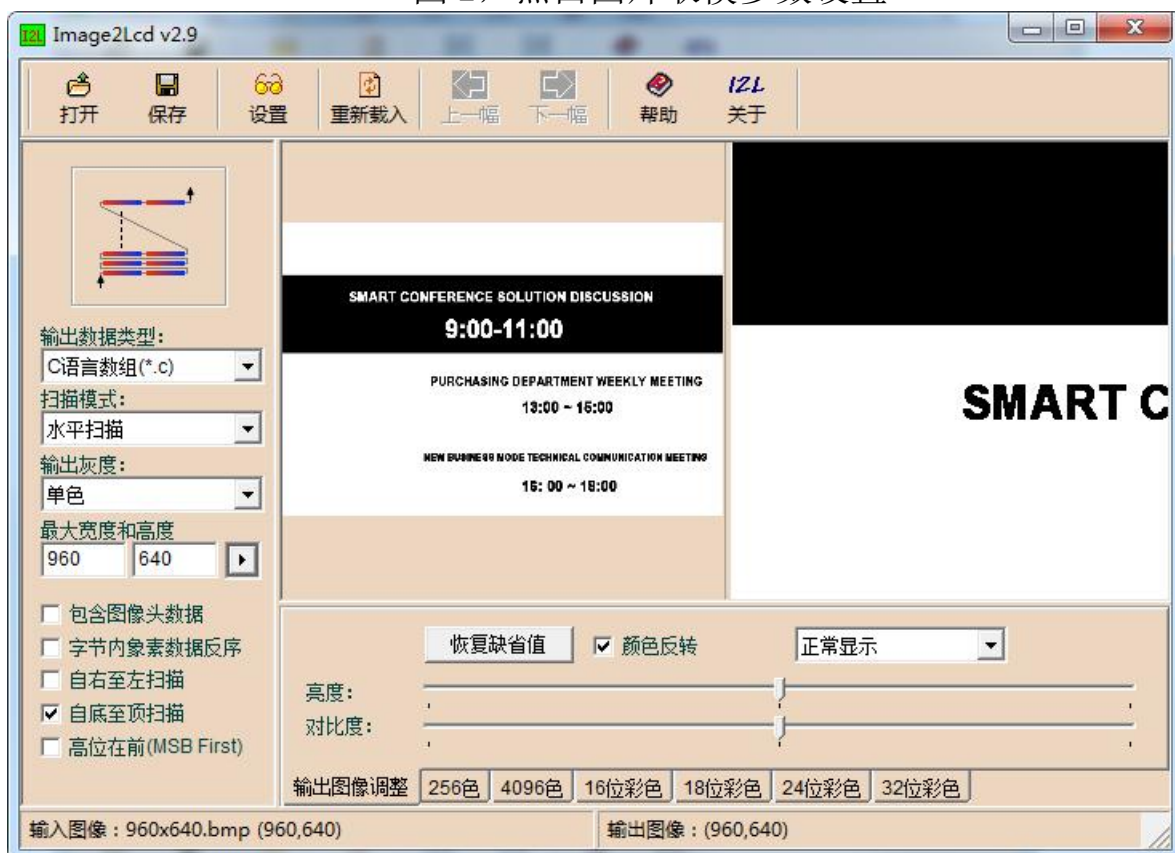 Image2Lcd v2.9
打开 保存 设置 重新载入 上一幅 下一幅 帮助 关于
输出数据类型:
C语言数组(*.c)
扫描模式:
水平扫描
输出灰度:
单色
最大宽度和高度
960 640
包含图像头数据
字节内象素数据反序
自右至左扫描
自底至顶扫描
高位在前(MSB First)
SMART CONFERENCE SOLUTION DISCUSSION
9:00-11:00
PURCHASING DEPARTMENT WEEKLY MEETING
13:00 ~ 15:00
NEW BUSINESS MODE TECHNICAL COMMUNICATION MEETING
16: 00 ~ 18:00
SMART C
恢复缺省值 颜色反转 正常显示
亮度:
对比度:
输出图像调整 256色 4096色 16位彩色 18位彩色 24位彩色 32位彩色
输入图像:960x640.bmp (960,640) 输出图像:(960,640)